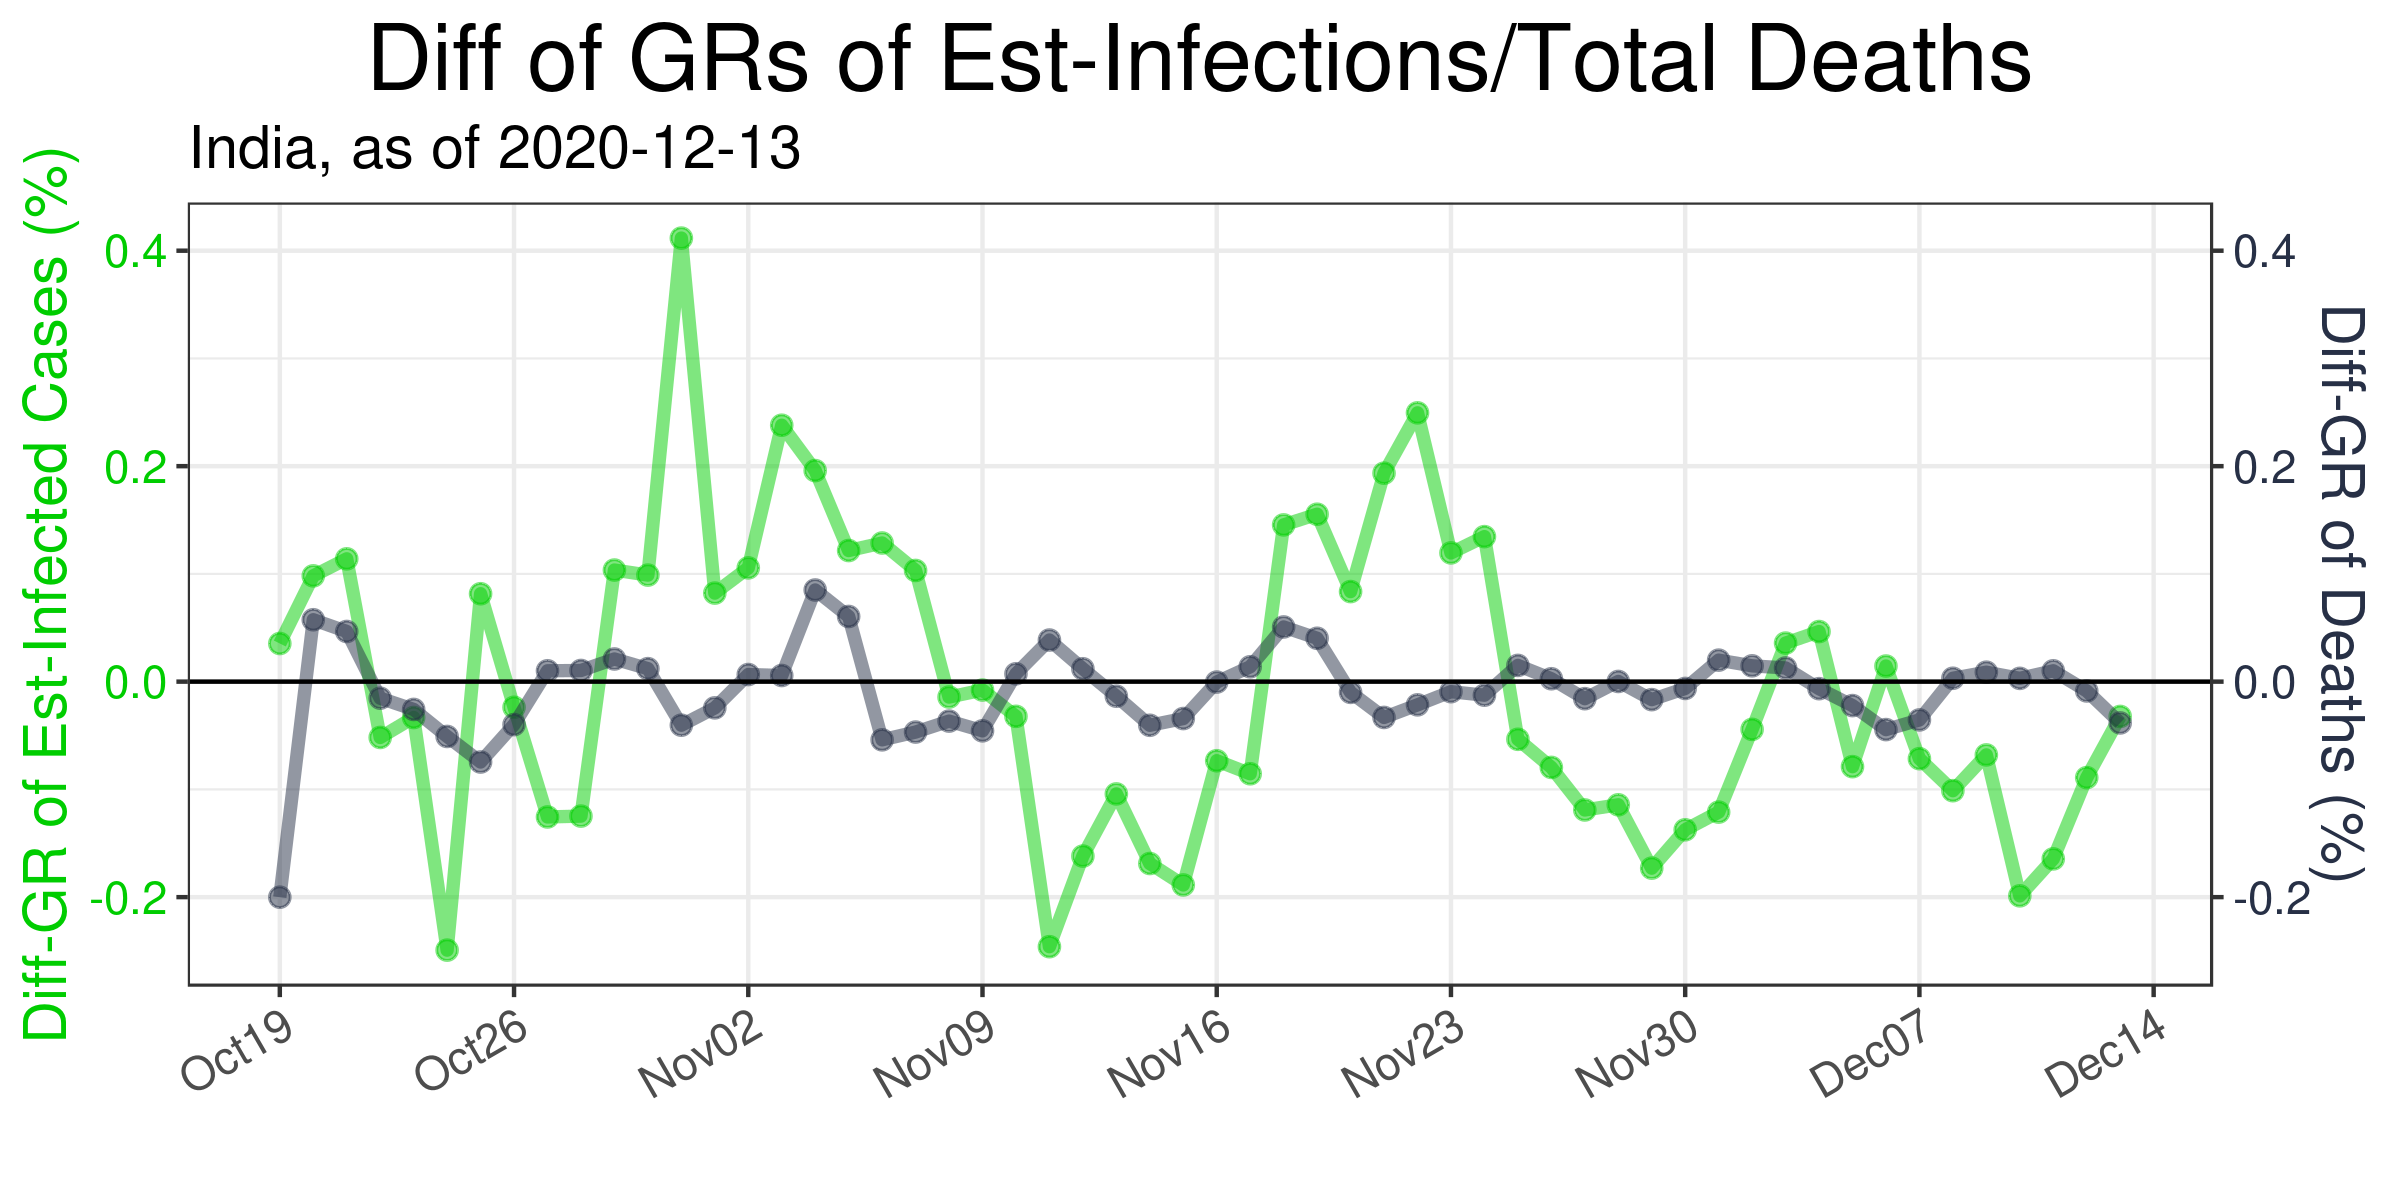 Diff of GRs of Est-Infections/Total Deaths
India, as of 2020-12-13
Diff-GR of Est-Infected Cases (%)
0.4
0.2
0.0
-0.2
0.4
0.2
0.0
-0.2
Diff-GR of Deaths (%)
Oct19
Oct26
Nov02
Nov09
Nov16
Nov23
Nov30
Dec07
Dec14